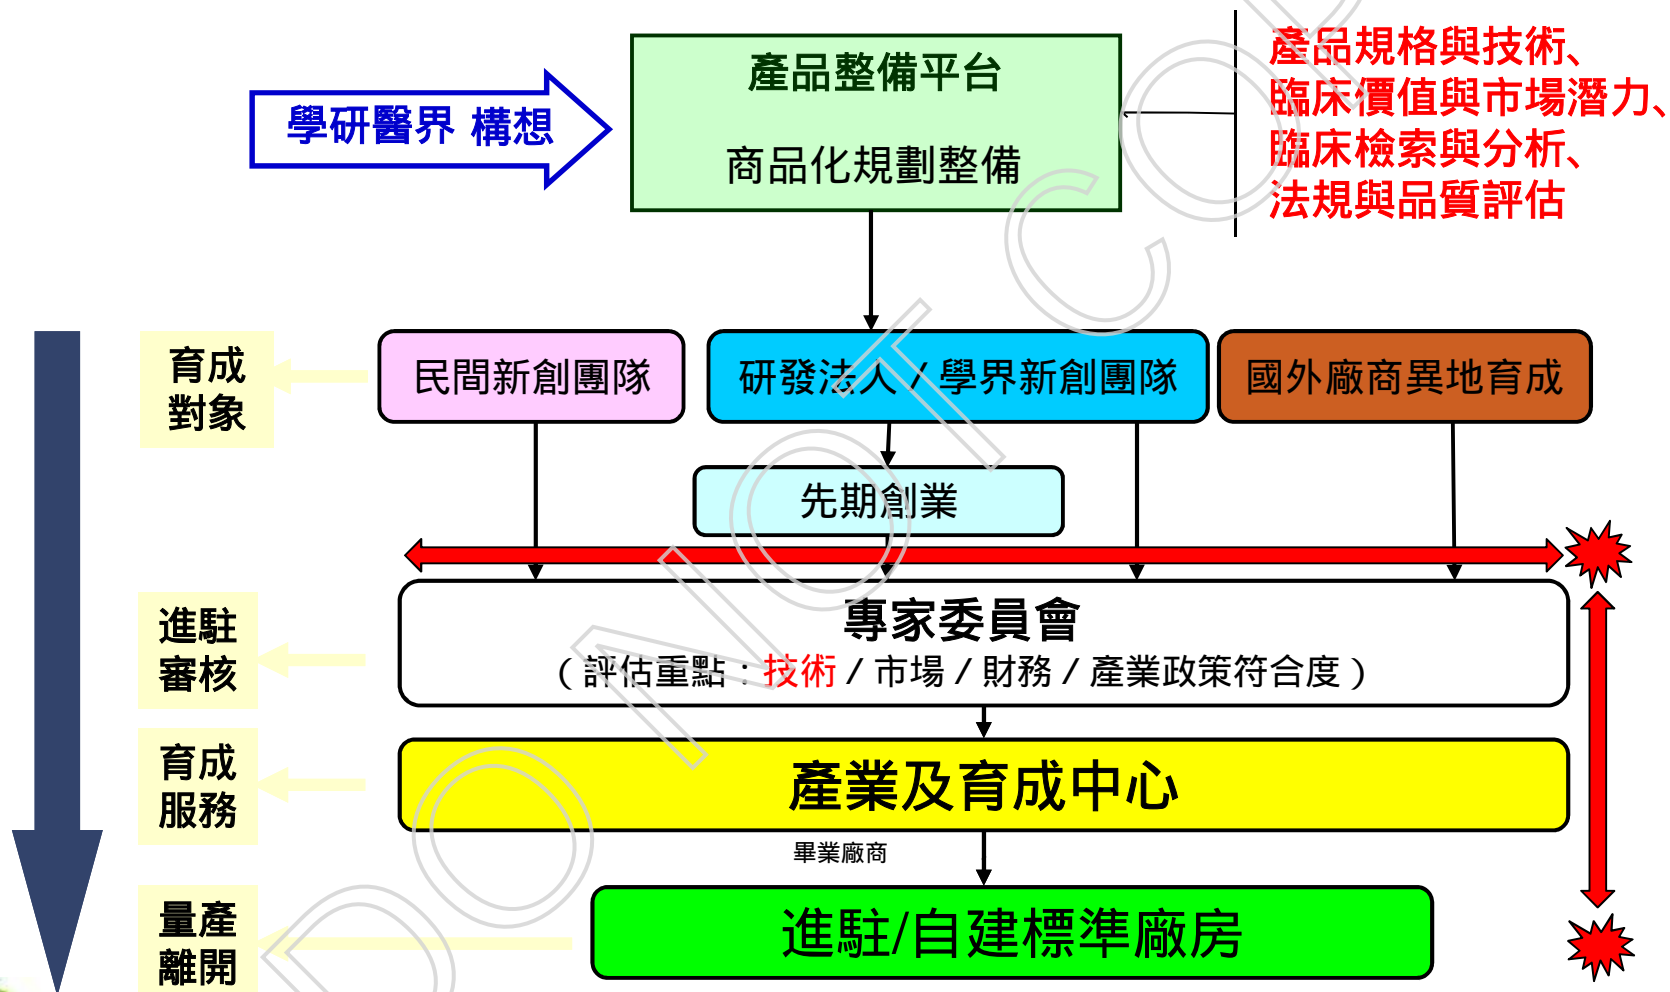 產品整備平台
商品化規劃整備
學研醫界 構想
產品規格與技術、
臨床價值與市場潛力、
臨床檢索與分析、
法規與品質評估
育成
對象
民間新創團隊
研發法人 / 學界新創團隊
國外廠商異地育成
先期創業
進駐
審核
專家委員會
(評估重點：技術 / 市場 / 財務 / 產業政策符合度)
育成
服務
產業及育成中心
畢業廠商
量產
離開
進駐/自建標準廠房
DO NOT COP